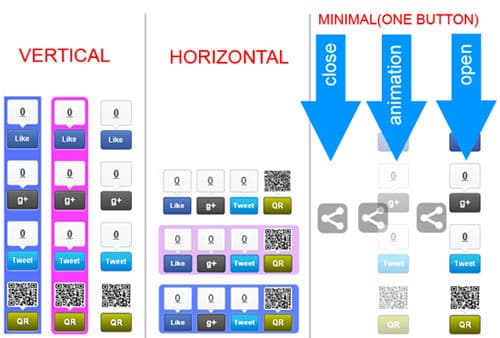 VERTICAL
HORIZONTAL
MINIMAL(ONE BUTTON)
close
animation
open
0 0 0
Like Like Like
0 0 0
g+ g+ g+
0 0 0
Tweet Tweet Tweet
QR QR QR
0 0 0
Like g+ Tweet QR
0 0 0
Like g+ Tweet QR
0 0 0
Like g+ Tweet QR
0 0
g+ g+
0 0
Tweet Tweet
QR QR